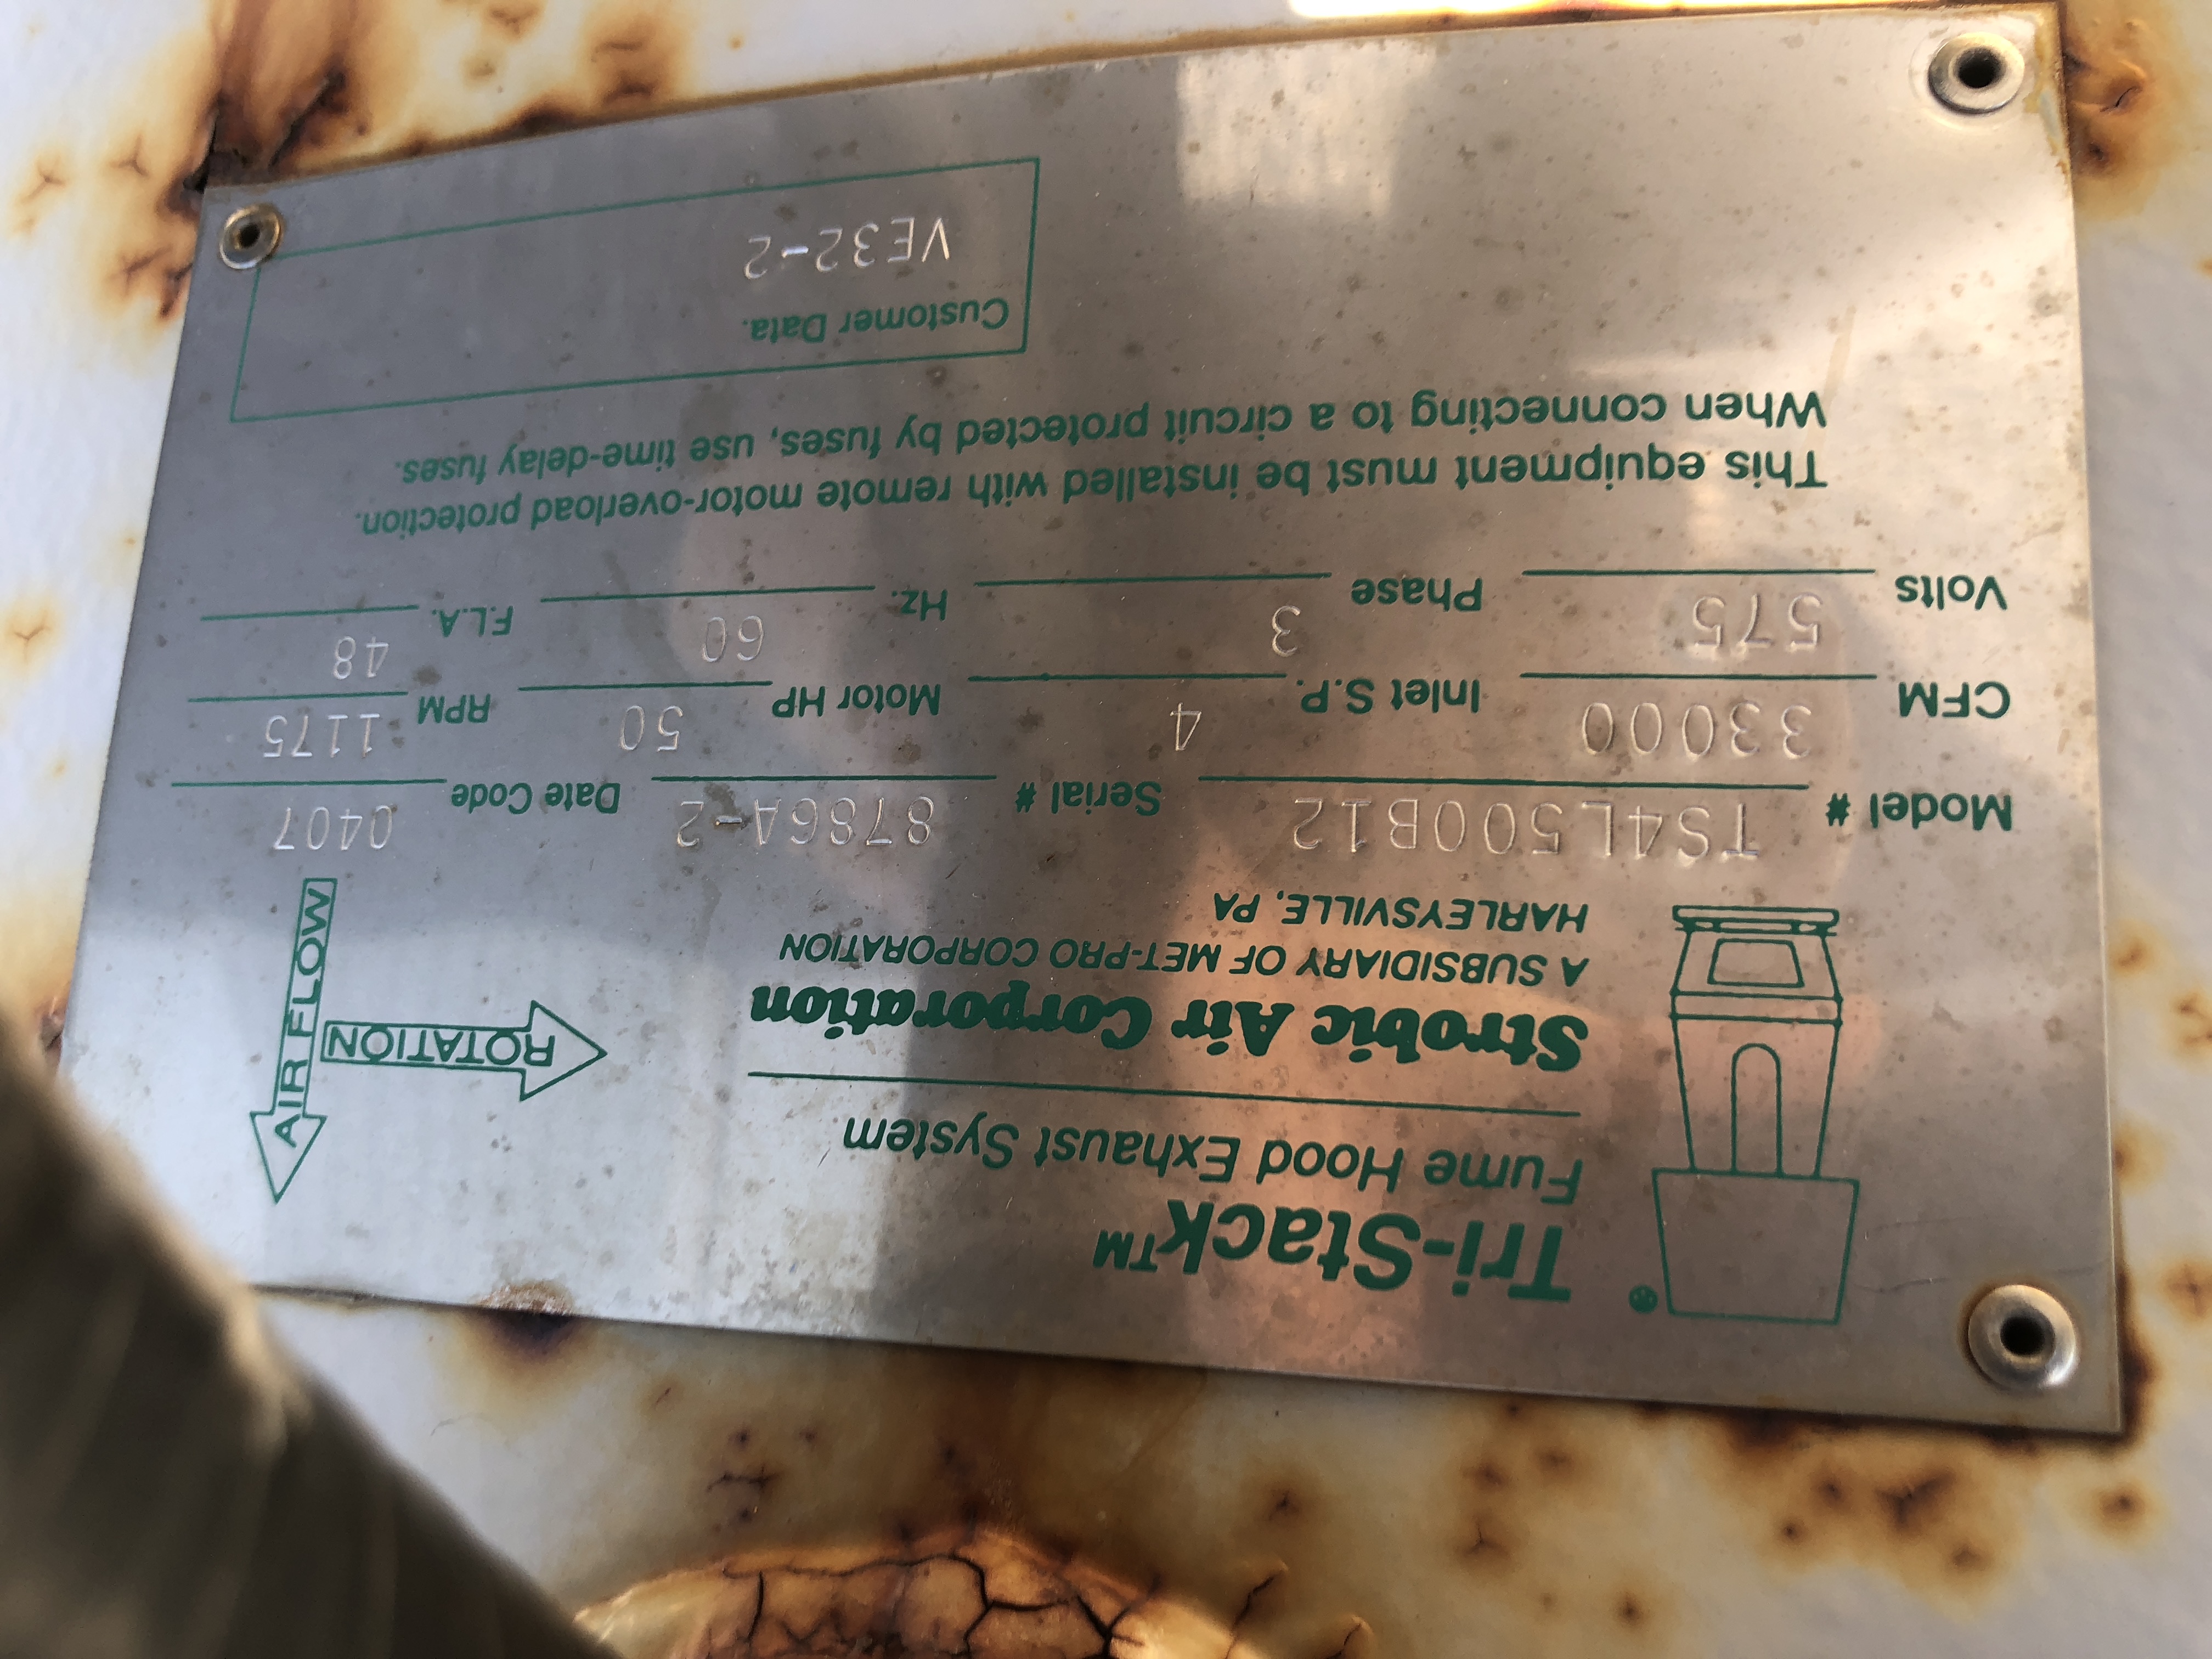 Tri-Stack™
Fume Hood Exhaust System
Strobic Air Corporation
A SUBSIDIARY OF MET-PRO CORPORATION
HARLEYSVILLE, PA
ROTATION
AIR FLOW
Model # TS4L500B12 Serial # 8786A-2 Date Code 0407
CFM 33000 Inlet S.P. 4 Motor HP 50 RPM 1175
Volts 575 Phase 3 Hz. 60 F.L.A. 48
This equipment must be installed with remote motor-overload protection.
When connecting to a circuit protected by fuses, use time-delay fuses.
Customer Data.
VE32-2